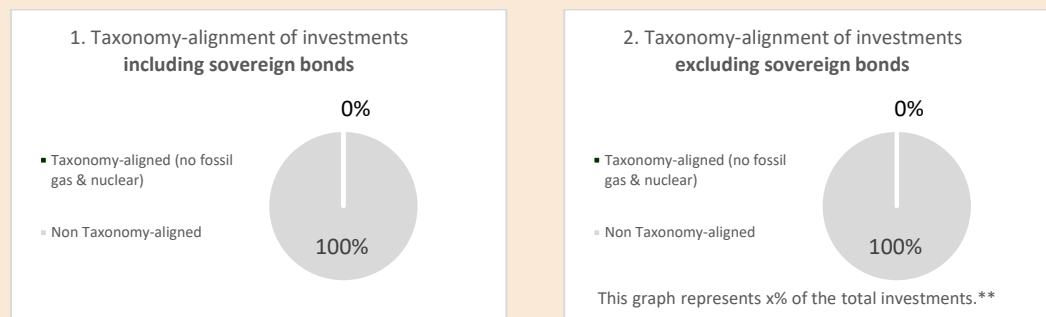 1. Taxonomy-alignment of investments
including sovereign bonds
0%
Taxonomy-aligned (no fossil
gas & nuclear)
Non Taxonomy-aligned
100%
2. Taxonomy-alignment of investments
excluding sovereign bonds
0%
Taxonomy-aligned (no fossil
gas & nuclear)
Non Taxonomy-aligned
100%
This graph represents x% of the total investments.**